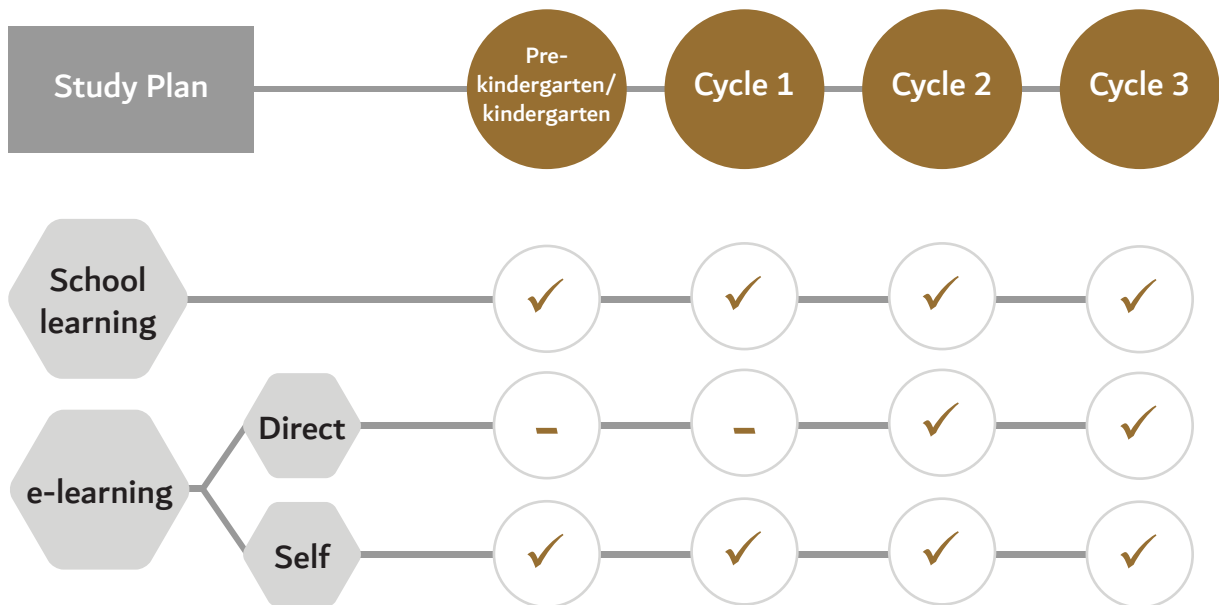 Study Plan
Pre-
kindergarten/
kindergarten
Cycle 1
Cycle 2
Cycle 3
School
learning
✓ ✓ ✓ ✓
e-learning
Direct
- - ✓ ✓
Self
✓ ✓ ✓ ✓